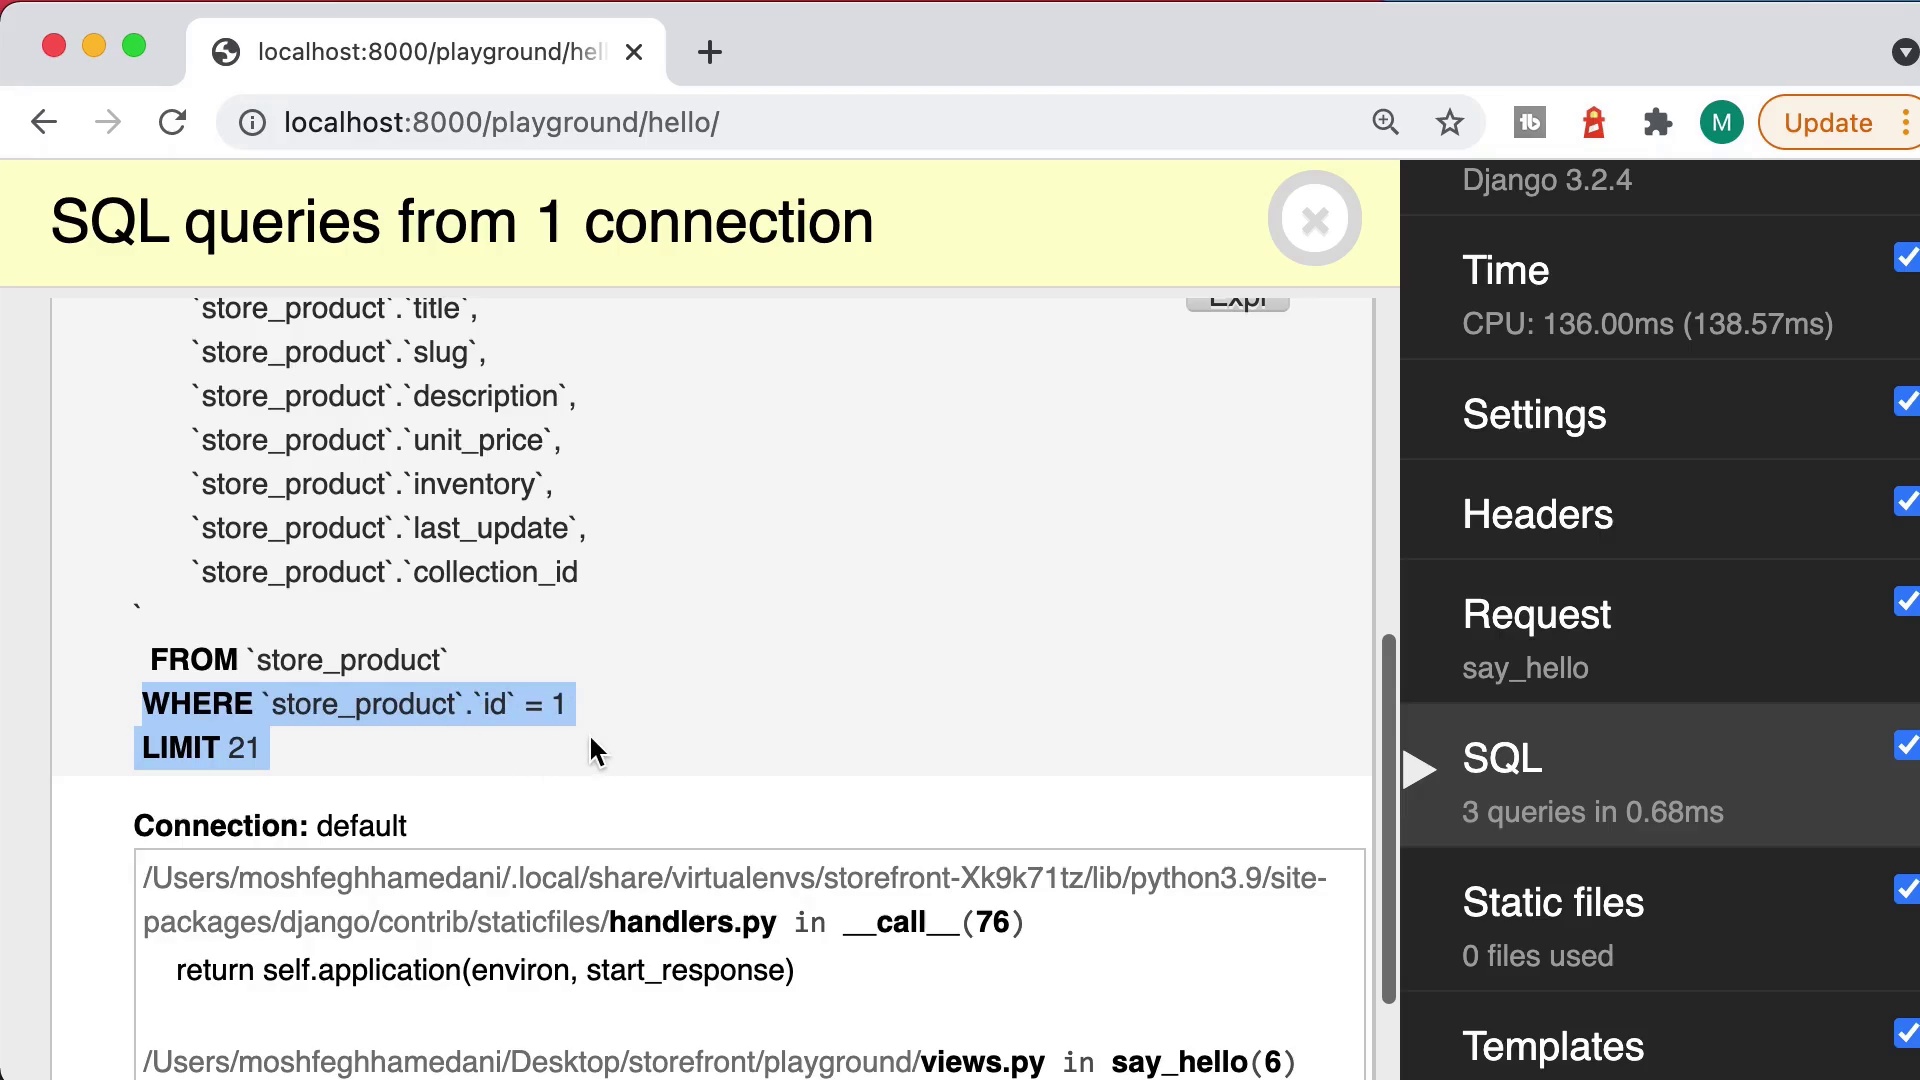 localhost:8000/playground/hel
localhost:8000/playground/hello/
M
Update
SQL queries from 1 connection
`store_product`.`title`,
Expl
`store_product`.`slug`,
`store_product`.`description`,
`store_product`.`unit_price`,
`store_product`.`inventory`,
`store_product`.`last_update`,
`store_product`.`collection_id
`
FROM `store_product`
WHERE `store_product`.`id` = 1
LIMIT 21
Connection: default
/Users/moshfeghhamedani/.local/share/virtualenvs/storefront-Xk9k71tz/lib/python3.9/site-
packages/django/contrib/staticfiles/handlers.py in __call__(76)
return self.application(environ, start_response)
/Users/moshfeghhamedani/Desktop/storefront/playground/views.py in say_hello(6)
Django 3.2.4
Time
CPU: 136.00ms (138.57ms)
Settings
Headers
Request
say_hello
SQL
3 queries in 0.68ms
Static files
0 files used
Templates